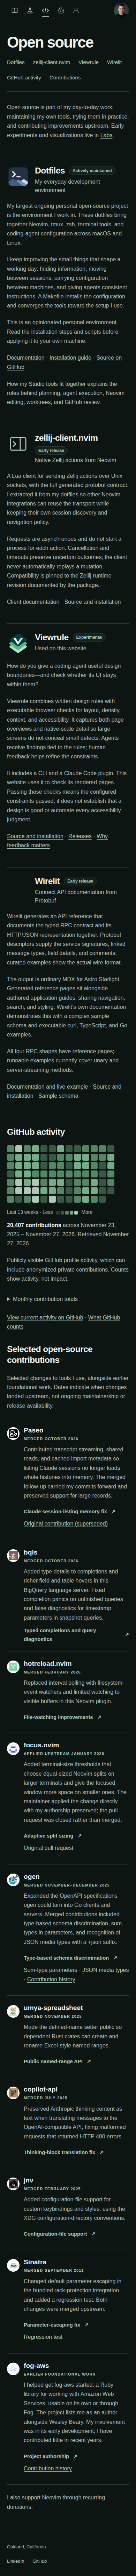 Open source
Dotfiles zellij-client.nvim Viewrule Wirelit
GitHub activity Contributions
Open source is part of my day-to-day work:
maintaining my own tools, trying them in practice,
and contributing improvements upstream. Early
experiments and visualizations live in Labs.
Dotfiles Actively maintained
My everyday development
environment
My largest ongoing personal open-source project
is the environment I work in. These dotfiles bring
together Neovim, tmux, zsh, terminal tools, and
coding-agent configuration across macOS and
Linux.
I keep improving the small things that shape a
working day: navigating code, moving between
panes, keeping configuration portable between
machines, and giving agents consistent
instructions. A Makefile installs the configuration
and converges the tools toward the setup I use.
This is an opinionated personal environment.
Read the installation and scope notes before
applying it to your own machine.
Documentation · Installation guide · Source on
GitHub
How my Studio tools fit together explains the
roles behind planning, agent execution, Neovim
editing, worktrees, and GitHub review.
zellij-client.nvim
Early release
Native Zellij actions from Neovim
A Lua client for sending Zellij actions over Unix
sockets, with the full generated protobuf contract.
I extracted it from my dotfiles so other Neovim
integrations can reuse the transport while
keeping their own session discovery and
navigation policy.
Requests are asynchronous and do not start a
process for each action. Cancellation and
timeouts preserve uncertain outcomes; the client
never automatically replays a mutation.
Compatibility is pinned to the Zellij runtime
revision documented by the package.
Client documentation · Source and installation
Viewrule Experimental
Used on this website
How do you give a coding agent useful design
boundaries—and check whether its UI stays
within them?
Viewrule combines written design rules with
executable browser checks for layout, density,
context, or accessibility. It captures both page
overviews and native-scale detail so large
screens do not conceal small defects. Agents
receive findings tied to the rules; human
feedback helps refine the constraints.
It includes a CLI and a Claude Code plugin. This
website uses it to check its rendered pages.
Passing those checks means the configured
constraints passed; it does not establish that a
design is good or automate every accessibility
judgment.
Source and installation · Releases · Why
feedback matters
Wirelit Early release
Connect API documentation from
Protobuf
Wirelit generates an API reference that
documents the typed RPC contract and its
HTTP/JSON representation together. Protobuf
descriptors supply the service signatures, linked
message types, field details, and comments;
selected examples come from real captures.
The output is ordinary MDX for Astro Starlight.
Generated reference pages stay separate from
authored application guides, sharing navigation,
search, and styling. Wirelit's own documentation
demonstrates this with a complete sample
schema and executable curl, TypeScript, and Go
examples.
All four RPC shapes have reference pages;
runnable commands currently cover unary and
server-streaming methods.
Documentation and live example · Source and
installation · Sample schema
GitHub activity
Last 13 weeks · Less More
20,407 contributions across November 23,
2025 – November 27, 2026. Retrieved November
27, 2026.
Publicly visible GitHub profile activity, which can
include anonymized private contributions. Counts
show activity, not impact.
Monthly contribution totals
View current activity on GitHub · What GitHub
counts
Selected open-source
contributions
Selected changes to tools I use, alongside earlier
database and desktop work. Dates indicate when
changes landed upstream, not maintainership or
release availability.
Paseo
MERGED OCTOBER 2026
Contributed transcript streaming, shared
reads, and compact metadata so
listing Claude sessions no longer loads
whole histories into memory. The merged
follow-up carried my commits forward and
preserved search for large records.
Claude session-listing memory fix ↗
Original contribution (superseded)
bqls
MERGED OCTOBER 2026
Added type details to completions and
nested array field and hovers in this
BigQuery language server. Fixed
completion panics on unfinished queries
and false diagnostics for timestamp
parameters in snapshot queries.
Typed completions and query
diagnostics ↗
hotreload.nvim
MERGED FEBRUARY 2026
Replaced interval polling with filesystem-
event watchers and limited watching to
visible buffers in this Neovim plugin.
File-watching improvements ↗
focus.nvim
APPLIED UPSTREAM JANUARY 2026
Added terminal-size thresholds that
choose equal-sized Neovim splits on
larger terminals and give the focused
window more room on smaller ones. The
maintainer applied the change directly
with my authorship preserved; the pull
request was closed rather than merged.
Adaptive split sizing ↗
Original pull request
ogen
MERGED NOVEMBER–DECEMBER 2025
Expanded the OpenAPI specifications
ogen could turn into Go clients and
servers. Merged contributions included
type-based schema discrimination, sum
types in parameters, and recognition of
JSON media types with a +json suffix.
Type-based schema discrimination ↗
Sum-type parameters · JSON media types
· Contribution history
umya-spreadsheet
MERGED NOVEMBER 2025
Made the defined-name setter public so
dependent Rust crates can create and
rename Excel-style named ranges.
Public named-range API ↗
copilot-api
MERGED JULY 2025
Preserved Anthropic thinking content as
text when translating messages to the
OpenAI-compatible API, fixing malformed
requests that returned HTTP 400 errors.
Thinking-block translation fix ↗
jnv
MERGED FEBRUARY 2025
Added configuration-file support for
custom keybindings and styles, using the
XDG configuration-directory conventions.
Configuration-file support ↗
Sinatra
MERGED SEPTEMBER 2011
Changed default parameter escaping in
the bundled rack-protection integration
and added a regression test. Both
changes were retained upstream.
Parameter-escaping fix ↗
Regression test
fog-aws
EARLIER FOUNDATIONAL WORK
I helped get fog-aws started: a Ruby
library for working with Amazon Web
Services, usable on its own or through
Fog. The project lists me as an author
alongside Wesley Beary. My involvement
was in its early development; I have
contributed little in recent years.
Project authorship ↗
Contribution history
I also support Neovim through recurring
donations.
Oakland, California
LinkedIn GitHub